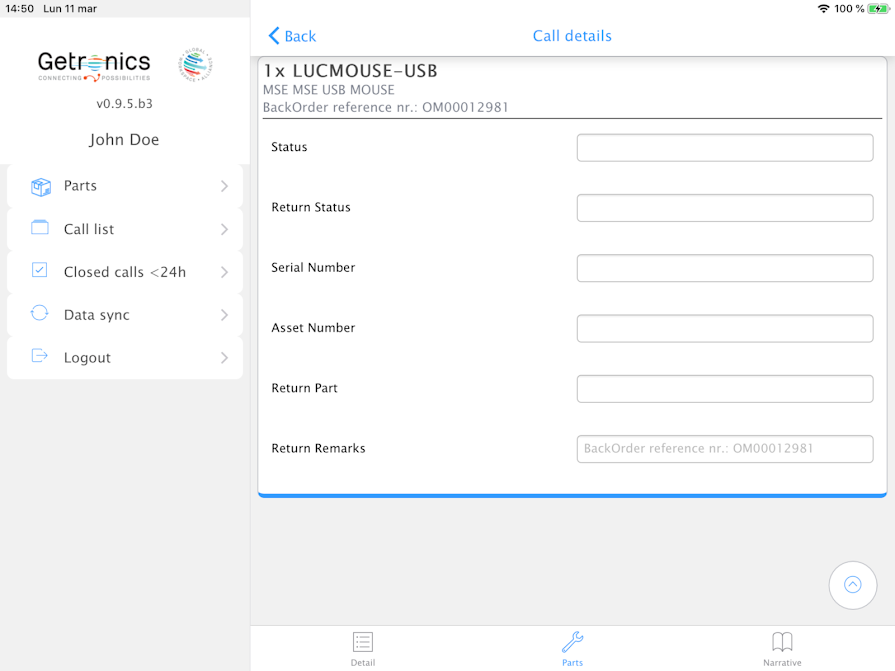 14:50 Lun 11 mar
100 %
Getronics
CONNECTING POSSIBILITIES
v0.9.5.b3
John Doe
Parts
Call list
Closed calls <24h
Data sync
Logout
Back
Call details
1x LUCMOUSE-USB
MSE MSE USB MOUSE
BackOrder reference nr.: OM00012981
Status
Return Status
Serial Number
Asset Number
Return Part
Return Remarks
BackOrder reference nr.: OM00012981
Detail
Parts
Narrative